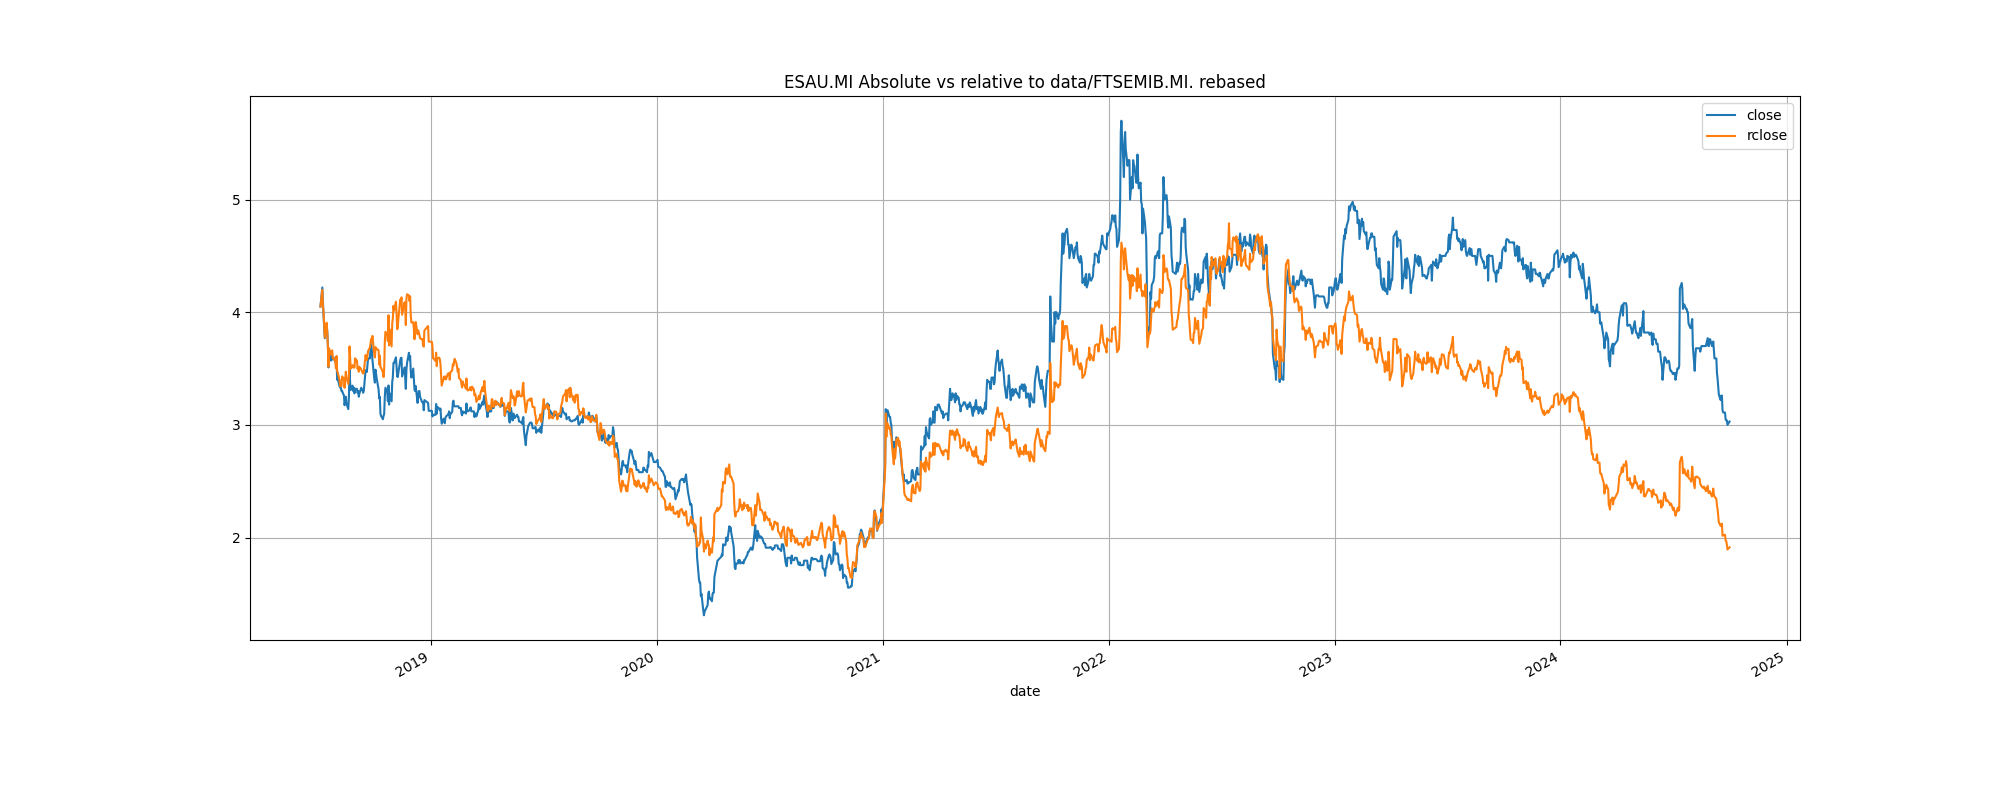 ESAU.MI Absolute vs relative to data/FTSEMIB.MI. rebased
close
rclose
5
4
3
2
2019
2020
2021
2022
2023
2024
2025
date